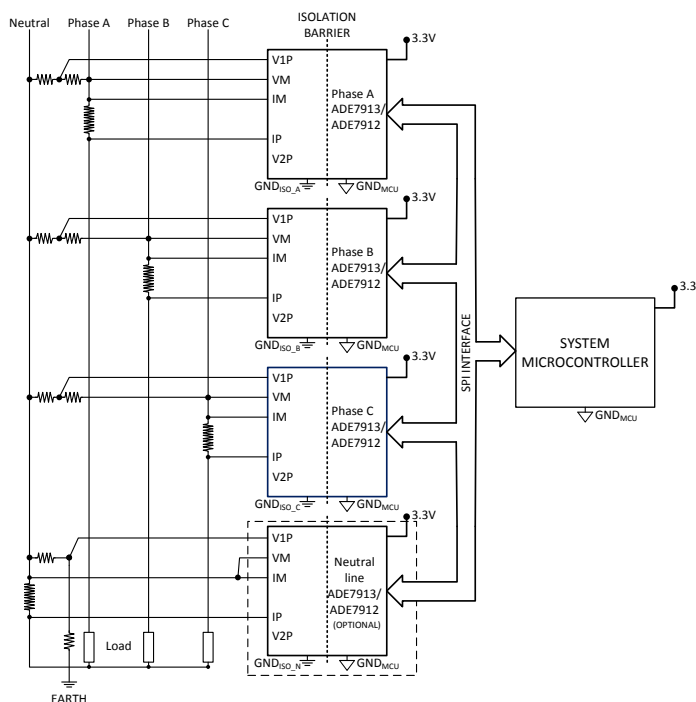 Neutral Phase A Phase B Phase C
ISOLATION
BARRIER
3.3V
V1P
VM
IM
IP
V2P
Phase A
ADE7913/
ADE7912
GNDISO_A
GNDMCU
3.3V
V1P
VM
IM
IP
V2P
Phase B
ADE7913/
ADE7912
GNDISO_B
GNDMCU
3.3V
V1P
VM
IM
IP
V2P
Phase C
ADE7913/
ADE7912
GNDISO_C
GNDMCU
3.3V
V1P
VM
IM
IP
V2P
Neutral
line
ADE7913/
ADE7912
(OPTIONAL)
GNDISO_N
GNDMCU
Load
EARTH
SPI INTERFACE
3.3
SYSTEM
MICROCONTROLLER
GNDMCU